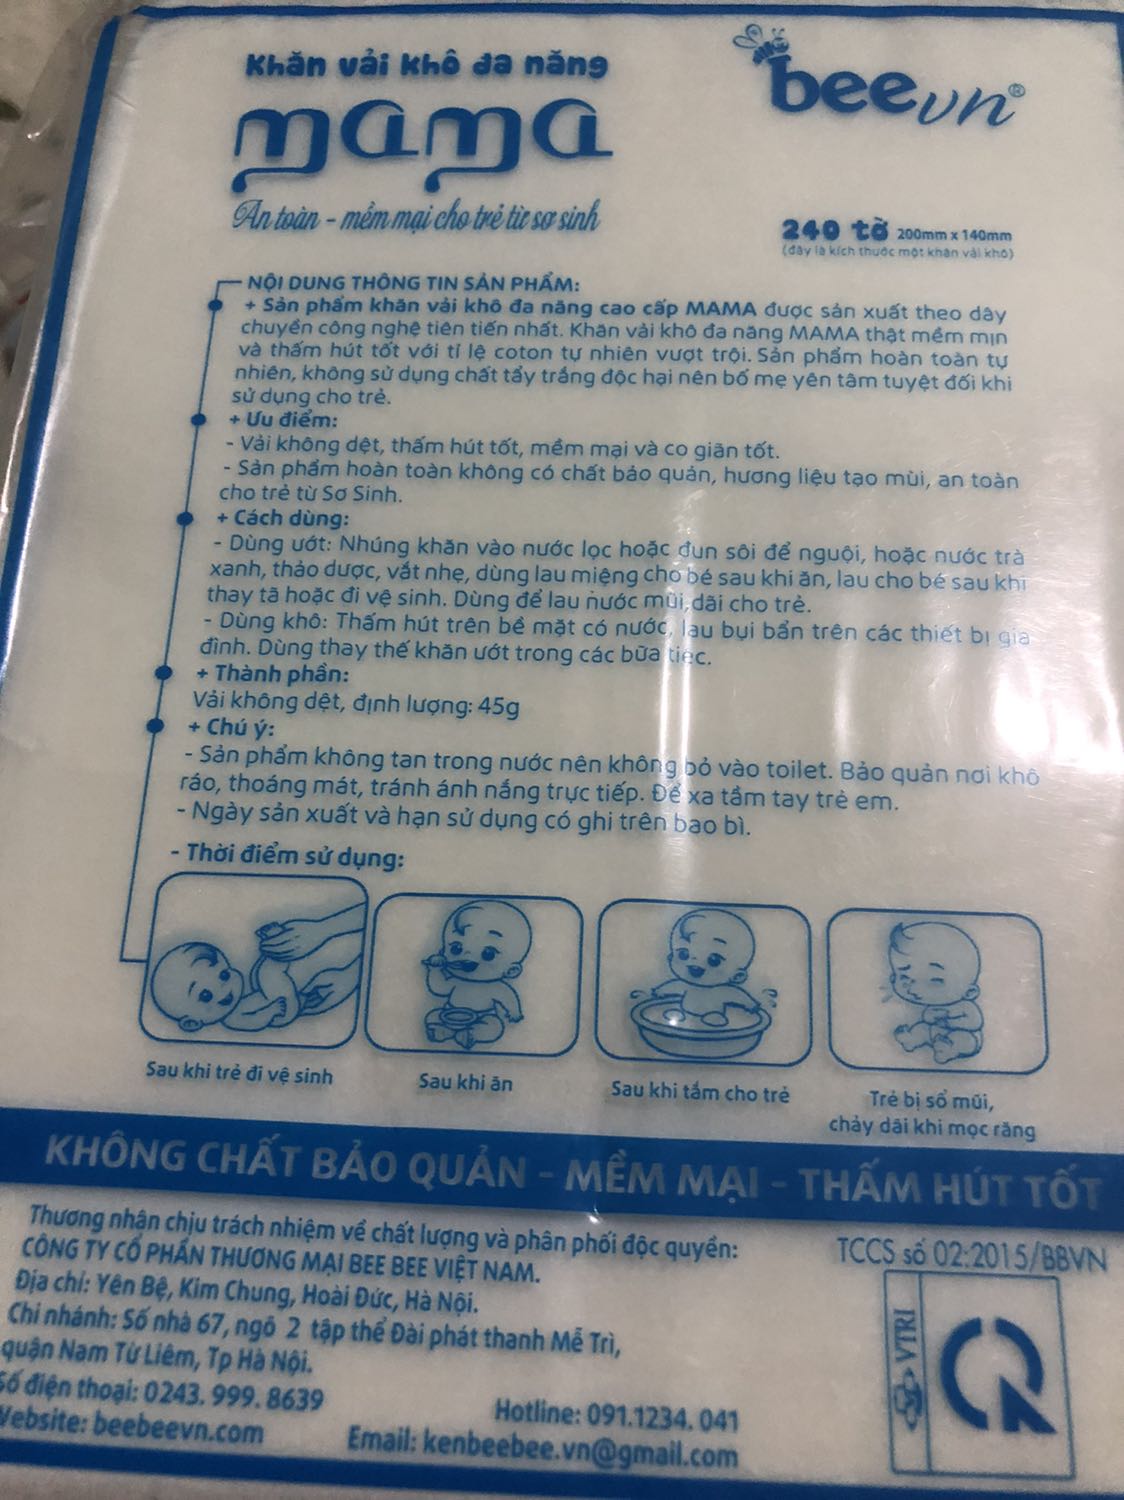 Khăn vải khô đa năng
mama
An toàn - mềm mại cho trẻ từ sơ sinh
beevn®
240 tờ 200mm x 140mm
(đây là kích thước một khăn vải khô)
NỘI DUNG THÔNG TIN SẢN PHẨM:
+ Sản phẩm khăn vải khô đa năng cao cấp MAMA được sản xuất theo dây
chuyền công nghệ tiên tiến nhất. Khăn vải khô đa năng MAMA thật mềm mịn
và thấm hút tốt với tỉ lệ coton tự nhiên vượt trội. Sản phẩm hoàn toàn tự
nhiên, không sử dụng chất tẩy trắng độc hại nên bố mẹ yên tâm tuyệt đối khi
sử dụng cho trẻ.
+ Ưu điểm:
- Vải không dệt, thấm hút tốt, mềm mại và co giãn tốt.
- Sản phẩm hoàn toàn không có chất bảo quản, hương liệu tạo mùi, an toàn
cho trẻ từ Sơ Sinh.
+ Cách dùng:
- Dùng ướt: Nhúng khăn vào nước lọc hoặc đun sôi để nguội, hoặc nước trà
xanh, thảo dược, vắt nhẹ, dùng lau miệng cho bé sau khi ăn, lau cho bé sau khi
thay tã hoặc đi vệ sinh. Dùng để lau nước mũi, dãi cho trẻ.
- Dùng khô: Thấm hút trên bề mặt có nước, lau bụi bẩn trên các thiết bị gia
đình. Dùng thay thế khăn ướt trong các bữa tiệc.
+ Thành phần:
Vải không dệt, định lượng: 45g
+ Chú ý:
- Sản phẩm không tan trong nước nên không bỏ vào toilet. Bảo quản nơi khô
ráo, thoáng mát, tránh ánh nắng trực tiếp. Để xa tầm tay trẻ em.
- Ngày sản xuất và hạn sử dụng có ghi trên bao bì.
- Thời điểm sử dụng:
Sau khi trẻ đi vệ sinh
Sau khi ăn
Sau khi tắm cho trẻ
Trẻ bị sổ mũi,
chảy dãi khi mọc răng
KHÔNG CHẤT BẢO QUẢN - MỀM MẠI - THẤM HÚT TỐT
Thương nhân chịu trách nhiệm về chất lượng và phân phối độc quyền:
CÔNG TY CỔ PHẦN THƯƠNG MẠI BEE BEE VIỆT NAM.
Địa chỉ: Yên Bệ, Kim Chung, Hoài Đức, Hà Nội.
Chi nhánh: Số nhà 67, ngõ 2 tập thể Đài phát thanh Mễ Trì,
quận Nam Từ Liêm, Tp Hà Nội.
Số điện thoại: 0243. 999. 8639
Hotline: 091.1234. 041
Website: beebeevn.com
Email: kenbeebee.vn@gmail.com
TCCS số 02:2015/BBVN
VTRI